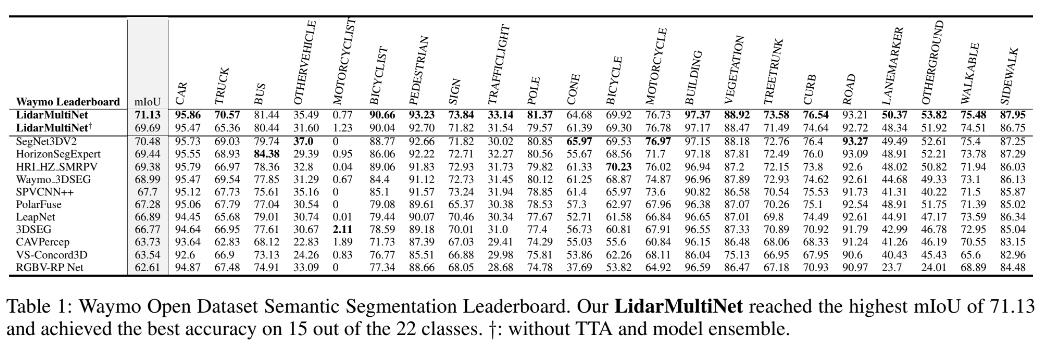 Waymo Leaderboard mIoU CAR TRUCK BUS OTHERVEHICLE MOTORCYCLIST BICYCLIST PEDESTRIAN SIGN TRAFFICLIGHT POLE CONE BICYCLE MOTORCYCLE BUILDING VEGETATION TREETRUNK CURB ROAD LANEMARKER OTHERGROUND WALKABLE SIDEWALK
LidarMultiNet 71.13 95.86 70.57 81.44 35.49 0.77 90.66 93.23 73.84 33.14 81.37 64.68 69.92 76.73 97.37 88.92 73.58 76.54 93.21 50.37 53.82 75.48 87.95
LidarMultiNet† 69.69 95.47 65.36 80.44 31.60 1.23 90.04 92.70 71.82 31.54 79.57 61.39 69.30 76.78 97.17 88.47 71.49 74.64 92.72 48.34 51.92 74.51 86.75
SegNet3DV2 70.48 95.73 69.03 79.74 37.0 0 88.77 92.66 71.82 30.02 80.85 65.97 69.53 76.97 97.15 88.18 72.76 76.4 93.27 49.49 52.61 75.4 87.25
HorizonSegExpert 69.44 95.55 68.93 84.38 29.39 0.95 86.06 92.22 72.71 32.27 80.56 55.67 68.56 71.7 97.18 87.81 72.49 76.0 93.09 48.91 52.21 73.78 87.29
HRI_HZ_SMRPV 69.38 95.79 66.97 78.36 32.8 0.04 89.06 91.83 72.93 31.73 79.82 61.33 70.23 76.02 96.94 87.2 72.15 73.8 92.6 48.02 50.82 71.94 86.03
Waymo_3DSEG 68.99 95.47 69.54 77.85 31.29 0.67 84.4 91.12 72.73 31.45 80.12 61.25 68.87 74.87 96.96 87.89 72.93 74.62 92.61 44.68 49.33 73.1 86.13
SPVCNN++ 67.7 95.12 67.73 75.61 35.16 0 85.1 91.57 73.24 31.94 78.85 61.4 65.97 73.6 90.82 86.58 70.54 75.53 91.73 41.31 40.22 71.5 85.87
PolarFuse 67.28 95.06 67.79 77.04 30.54 0 79.08 89.61 65.37 30.38 78.53 57.3 62.97 67.96 96.38 87.07 70.26 75.1 92.54 48.91 51.75 71.39 85.02
LeapNet 66.89 94.45 65.68 79.01 30.74 0.01 79.44 90.07 70.46 30.34 77.67 52.71 61.58 66.84 96.65 87.01 69.8 74.49 92.61 44.91 47.17 73.59 86.34
3DSEG 66.77 94.64 66.95 77.61 30.67 2.11 78.59 89.18 70.01 31.0 77.4 56.73 60.81 67.91 96.55 87.33 70.89 70.92 91.79 42.99 46.78 72.95 85.04
CAVPercep 63.73 93.64 62.83 68.12 22.83 1.89 71.73 87.39 67.03 29.41 74.29 55.03 55.6 60.84 96.15 86.48 68.06 68.33 91.24 41.26 46.19 70.55 83.15
VS-Concord3D 63.54 92.6 66.9 73.13 24.26 0.83 76.77 85.51 66.88 29.98 75.81 53.86 62.26 68.11 86.04 75.13 66.95 67.95 90.6 40.43 45.43 65.6 82.96
RGBV-RP Net 62.61 94.87 67.48 74.91 33.09 0 77.34 88.66 68.05 28.68 74.78 37.69 53.82 64.92 96.59 86.47 67.18 70.93 90.97 23.7 24.01 68.89 84.48
Table 1: Waymo Open Dataset Semantic Segmentation Leaderboard. Our LidarMultiNet reached the highest mIoU of 71.13
and achieved the best accuracy on 15 out of the 22 classes. †: without TTA and model ensemble.